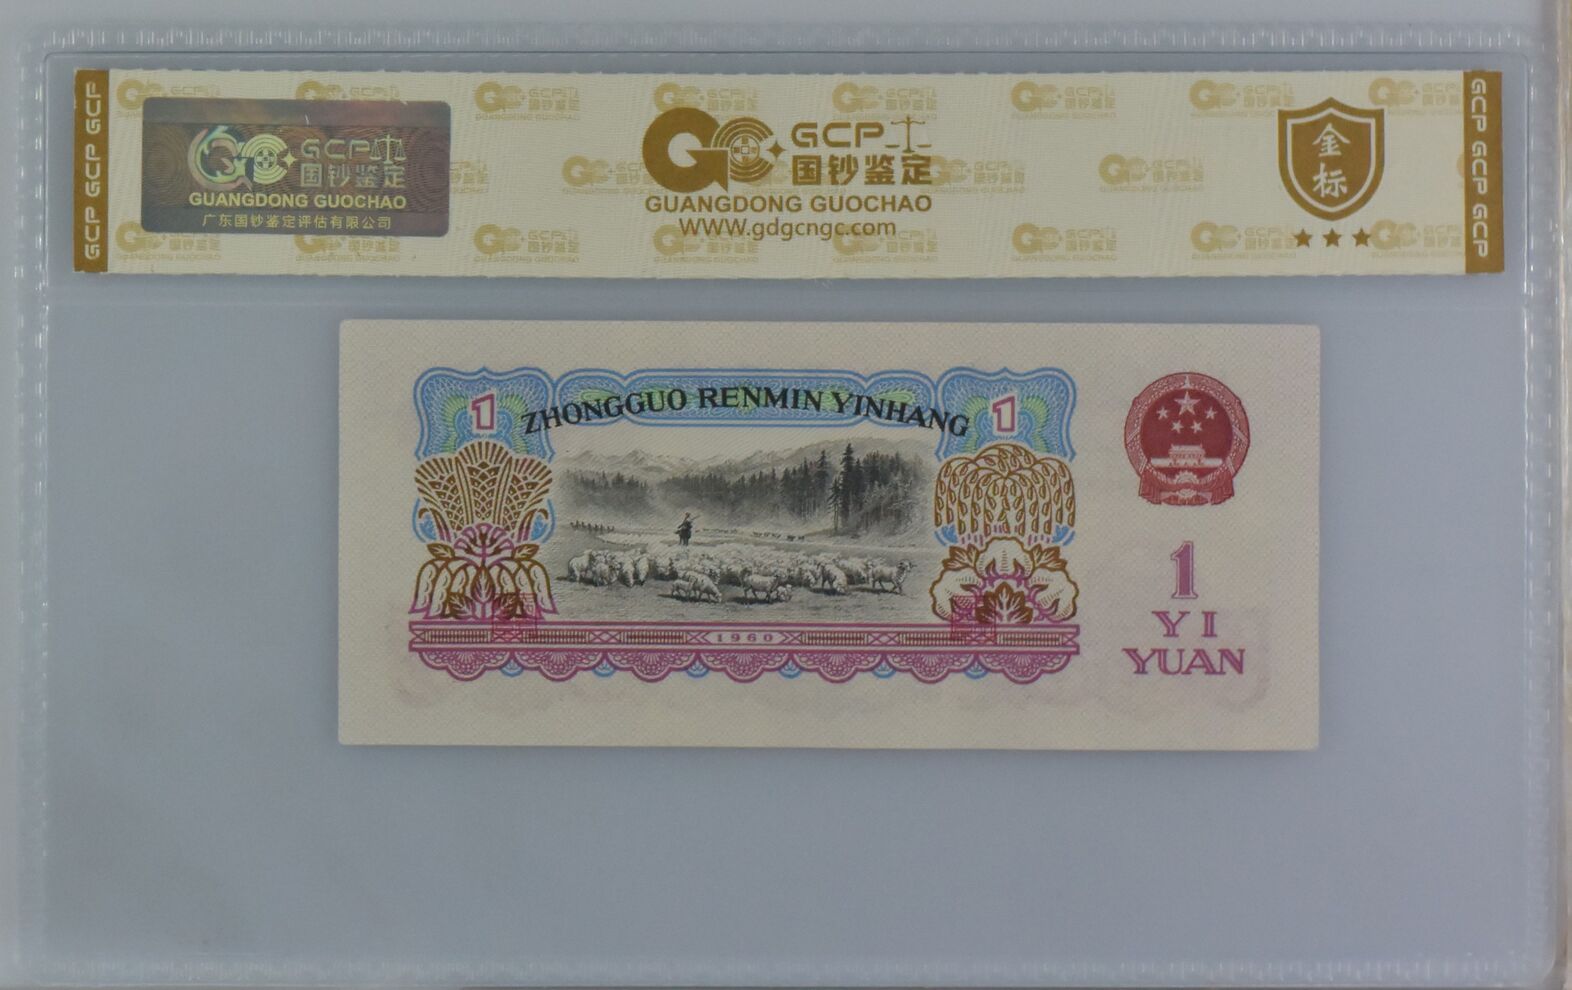 GCP GCP GCP
GCP
国钞鉴定
GUANGDONG GUOCHAO
广东国钞鉴定评估有限公司
GCP
国钞鉴定
GUANGDONG GUOCHAO
www.gdgcngc.com
金标
GCP GCP GCP
ZHONGGUO RENMIN YINHANG
1
1
1960
1
YI
YUAN